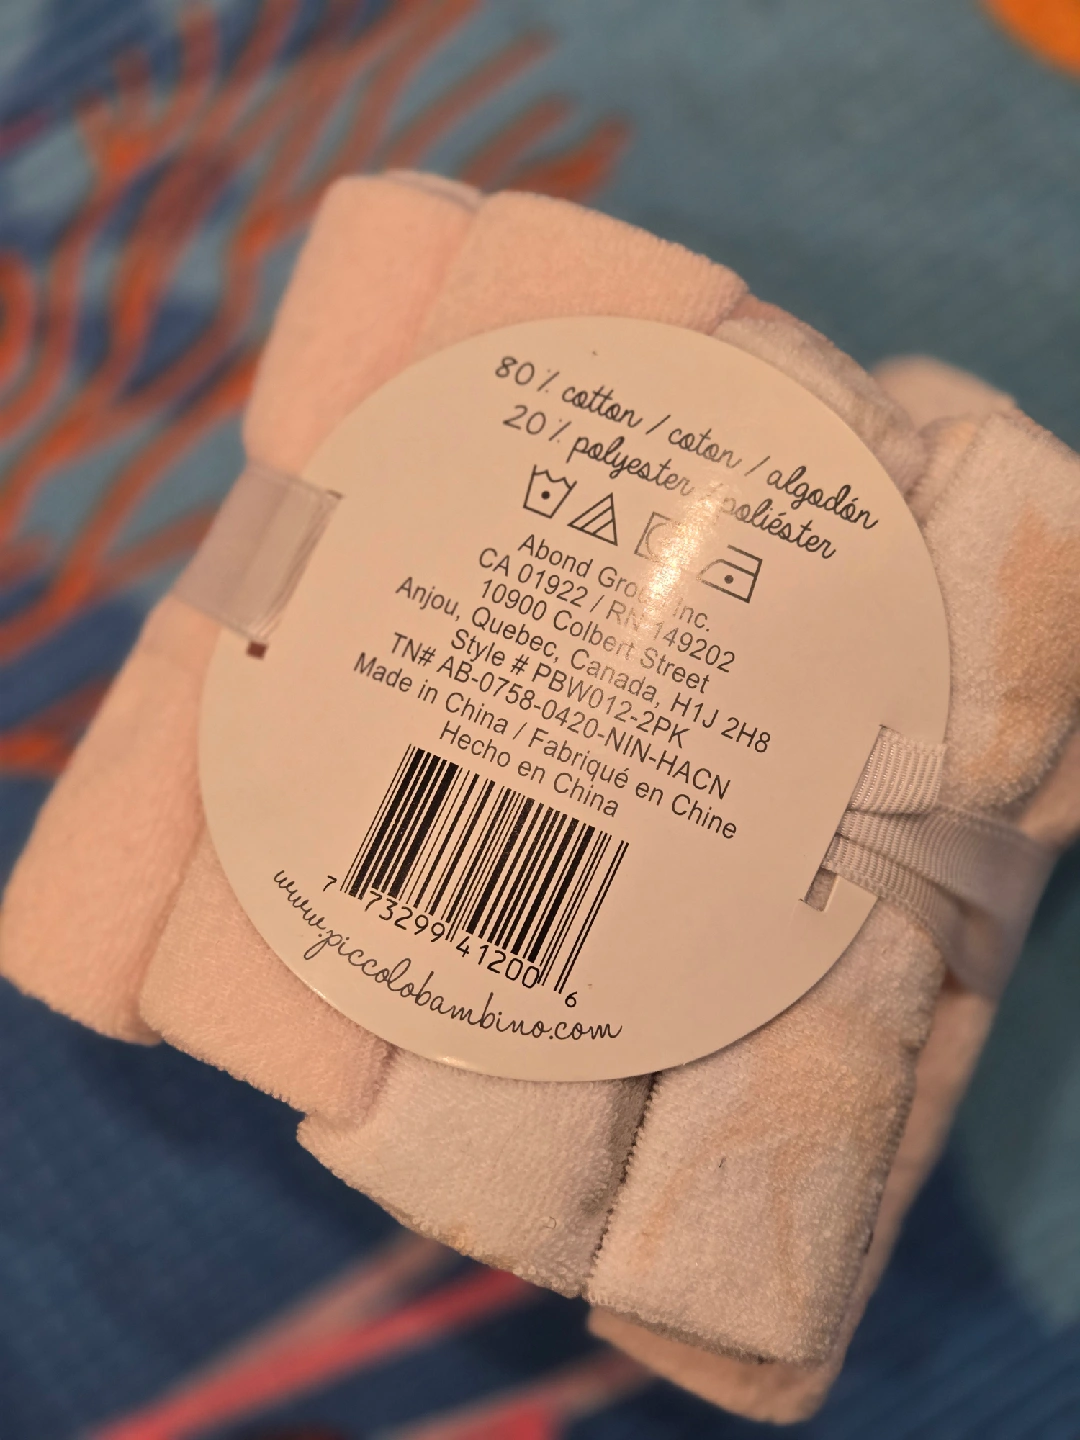 80% cotton / coton / algodón
20% polyester / poliéster
Abond Group Inc.
CA 01922 / RN 149202
10900 Colbert Street
Anjou, Quebec, Canada, H1J 2H8
Style # PBW012-2PK
TN# AB-0758-0420-NIN-HACN
Made in China / Fabriqué en Chine
Hecho en China
7 73299 41200 6
www.piccolobambino.com